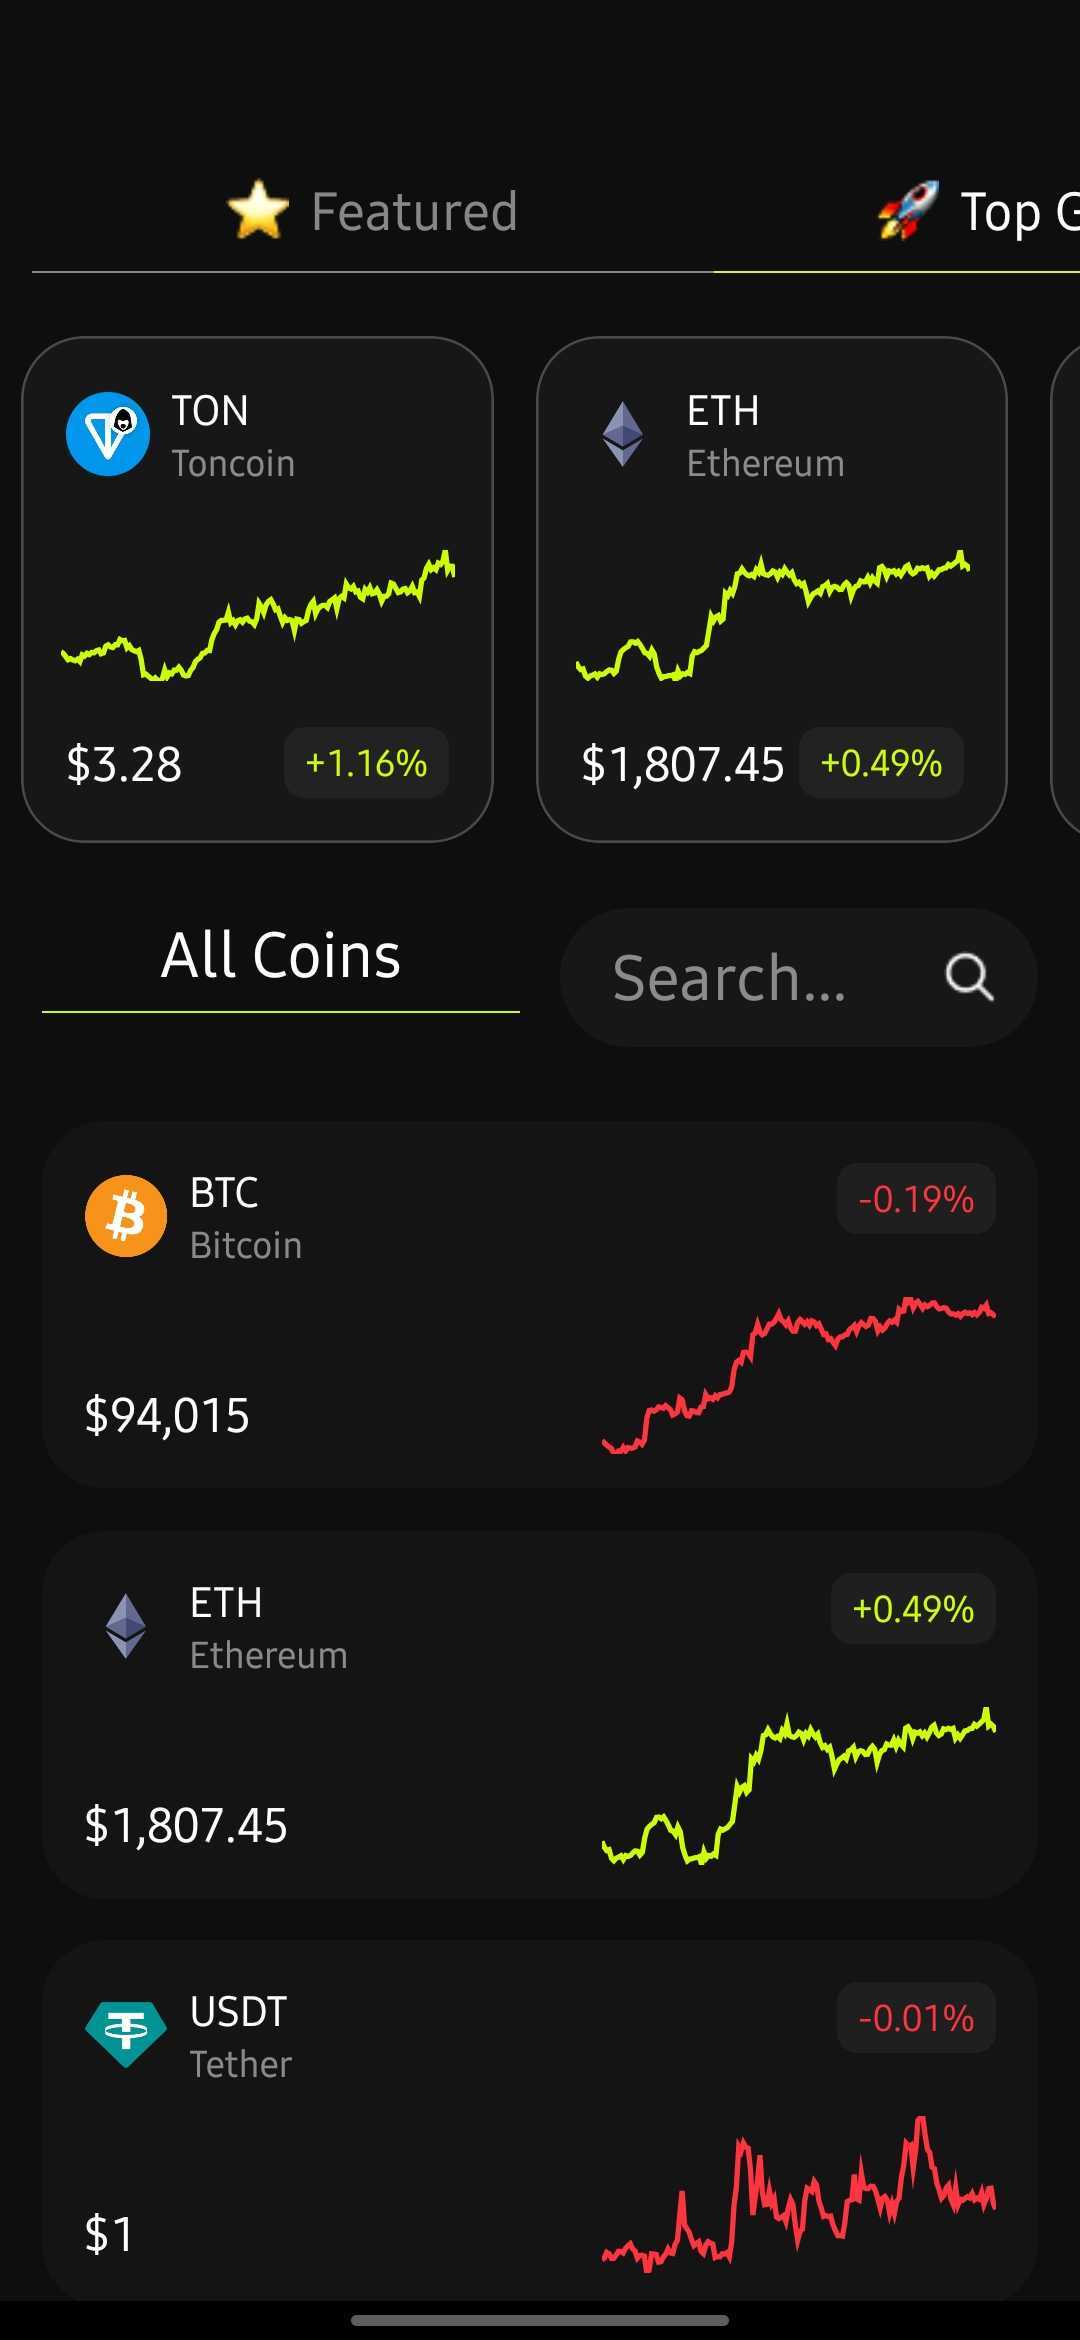 Featured
Top G
TON
Toncoin
$3.28
+1.16%
ETH
Ethereum
$1,807.45
+0.49%
All Coins
Search...
BTC
Bitcoin
-0.19%
$94,015
ETH
Ethereum
+0.49%
$1,807.45
USDT
Tether
-0.01%
$1